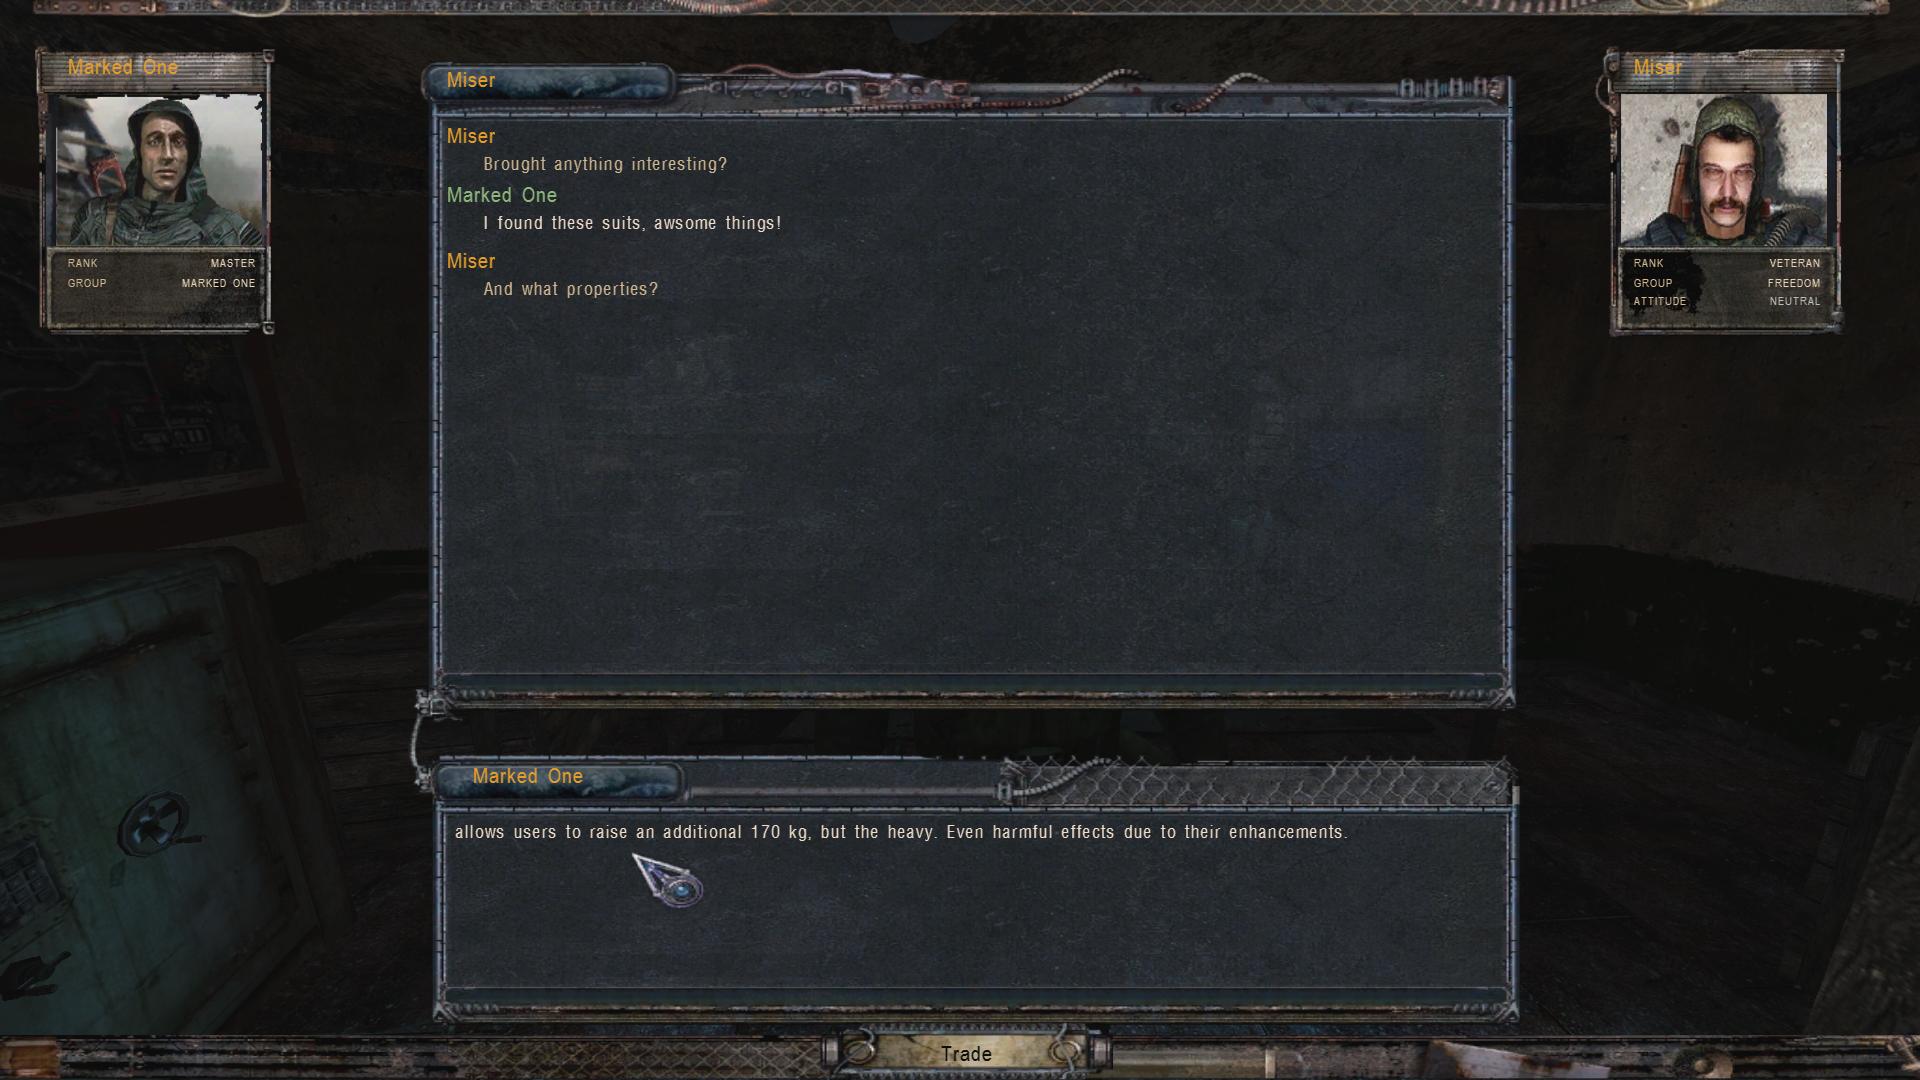 Marked One
RANK MASTER
GROUP MARKED ONE
Miser
Miser
Brought anything interesting?
Marked One
I found these suits, awsome things!
Miser
And what properties?
Miser
RANK VETERAN
GROUP FREEDOM
ATTITUDE NEUTRAL
Marked One
allows users to raise an additional 170 kg, but the heavy. Even harmful effects due to their enhancements.
Trade